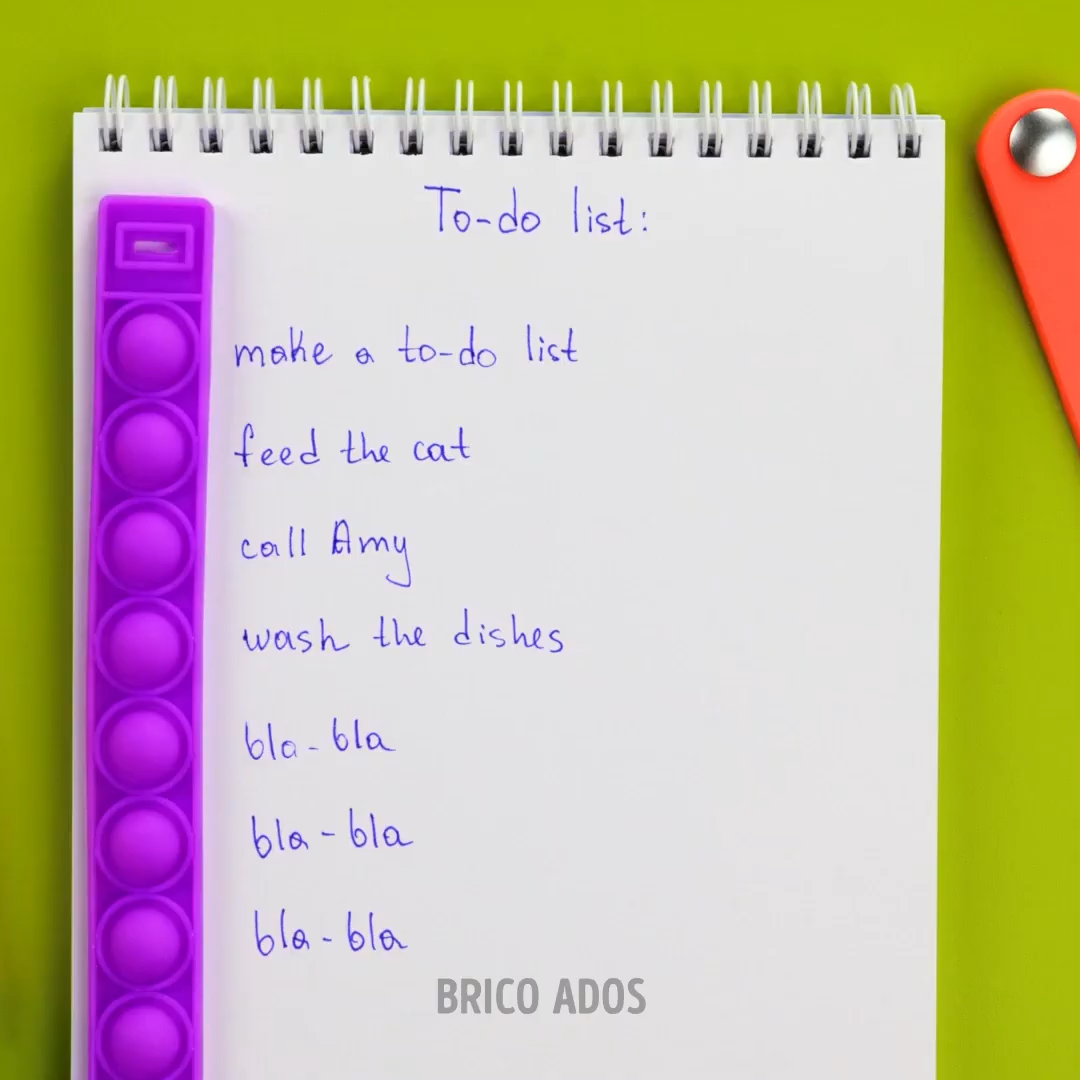 To-do list:
make a to-do list
feed the cat
call Amy
wash the dishes
bla-bla
bla-bla
bla-bla
BRICO ADOS